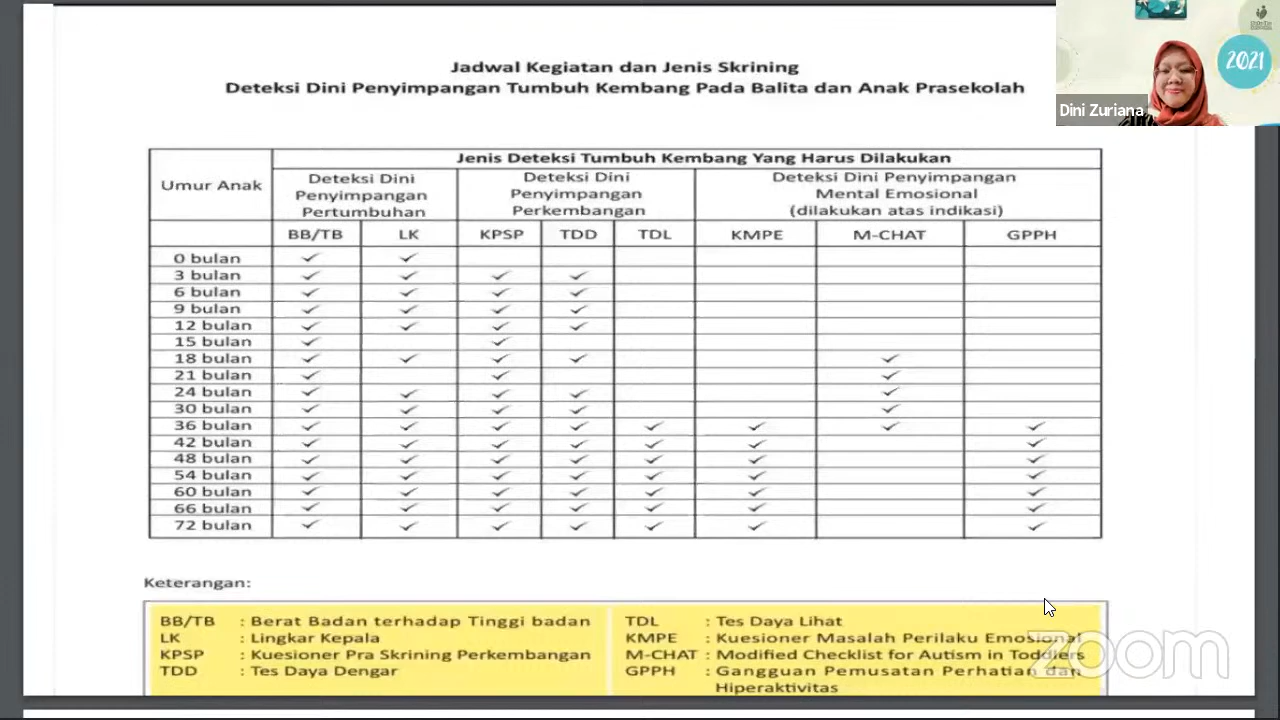 Jadwal Kegiatan dan Jenis Skrining
Deteksi Dini Penyimpangan Tumbuh Kembang Pada Balita dan Anak Prasekolah
2021
Dini Zuriana
Jenis Deteksi Tumbuh Kembang Yang Harus Dilakukan
Umur Anak
Deteksi Dini
Penyimpangan
Pertumbuhan
Deteksi Dini
Penyimpangan
Perkembangan
Deteksi Dini Penyimpangan
Mental Emosional
(dilakukan atas indikasi)
BB/TB LK KPSP TDD TDL KMPE M-CHAT GPPH
0 bulan ✓ ✓
3 bulan ✓ ✓ ✓ ✓
6 bulan ✓ ✓ ✓ ✓
9 bulan ✓ ✓ ✓ ✓
12 bulan ✓ ✓ ✓ ✓
15 bulan ✓ ✓
18 bulan ✓ ✓ ✓ ✓ ✓
21 bulan ✓ ✓ ✓
24 bulan ✓ ✓ ✓ ✓ ✓
30 bulan ✓ ✓ ✓ ✓ ✓
36 bulan ✓ ✓ ✓ ✓ ✓ ✓ ✓ ✓
42 bulan ✓ ✓ ✓ ✓ ✓ ✓ ✓
48 bulan ✓ ✓ ✓ ✓ ✓ ✓ ✓
54 bulan ✓ ✓ ✓ ✓ ✓ ✓ ✓
60 bulan ✓ ✓ ✓ ✓ ✓ ✓ ✓
66 bulan ✓ ✓ ✓ ✓ ✓ ✓ ✓
72 bulan ✓ ✓ ✓ ✓ ✓ ✓ ✓
Keterangan:
BB/TB : Berat Badan terhadap Tinggi badan
LK : Lingkar Kepala
KPSP : Kuesioner Pra Skrining Perkembangan
TDD : Tes Daya Dengar
TDL : Tes Daya Lihat
KMPE : Kuesioner Masalah Perilaku Emosional
M-CHAT : Modified Checklist for Autism in Toddlers
GPPH : Gangguan Pemusatan Perhatian dan
Hiperaktivitas
zoom